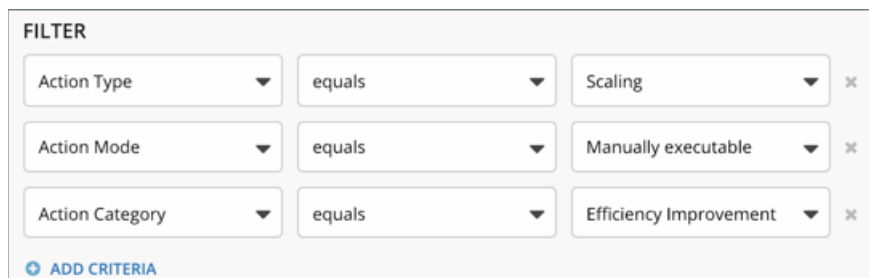 FILTER
Action Type equals Scaling
Action Mode equals Manually executable
Action Category equals Efficiency Improvement
ADD CRITERIA